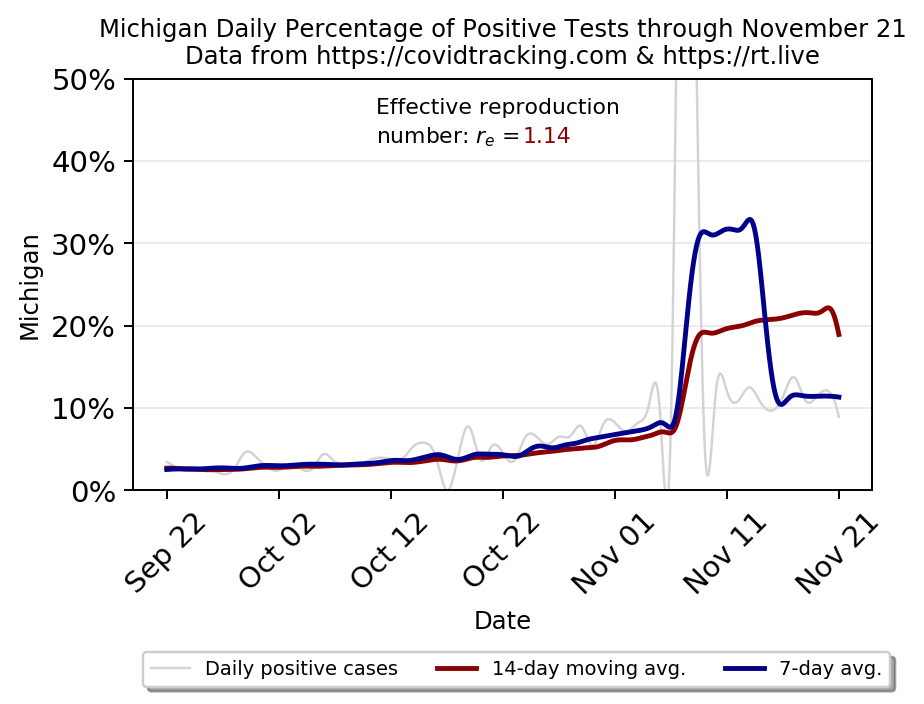 Michigan Daily Percentage of Positive Tests through November 21
Data from https://covidtracking.com & https://rt.live
50%
40%
30%
20%
10%
0%
Michigan
Effective reproduction
number: rₑ =1.14
Sep 22
Oct 02
Oct 12
Oct 22
Nov 01
Nov 11
Nov 21
Date
Daily positive cases
14-day moving avg.
7-day avg.